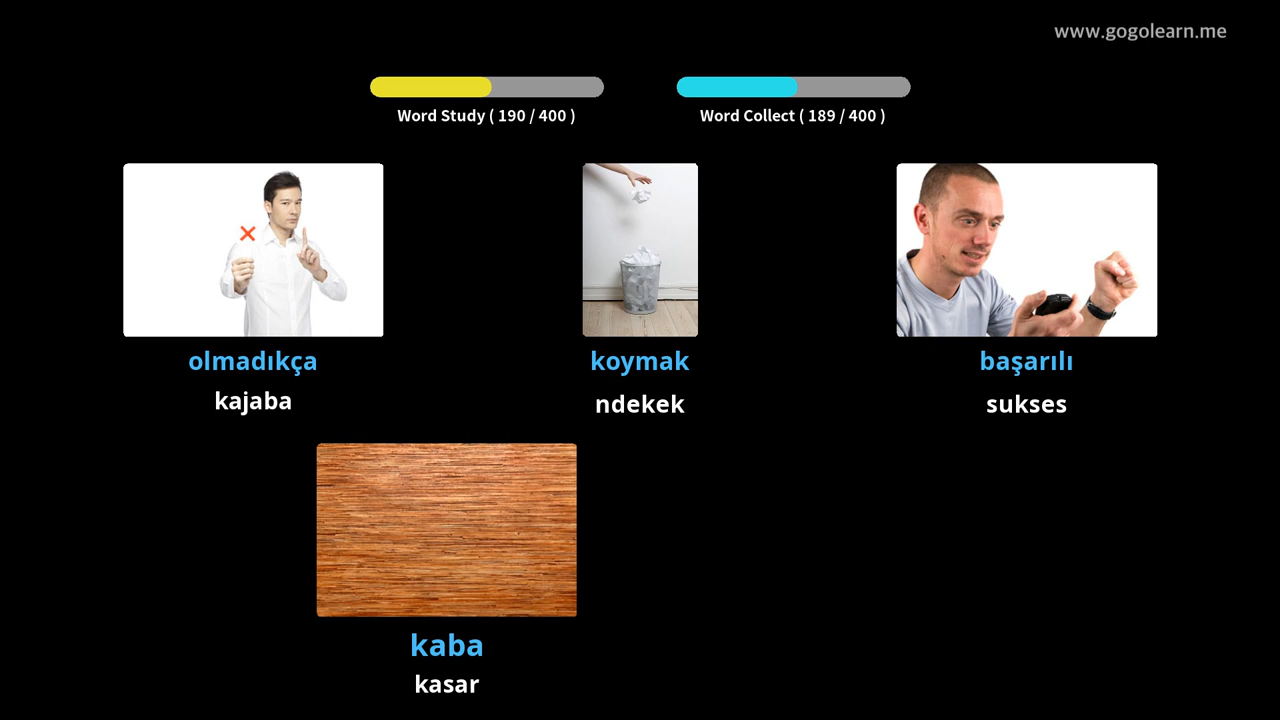 www.gogolearn.me
Word Study ( 190 / 400 )
Word Collect ( 189 / 400 )
olmadıkça
kajaba
koymak
ndekek
başarılı
sukses
kaba
kasar